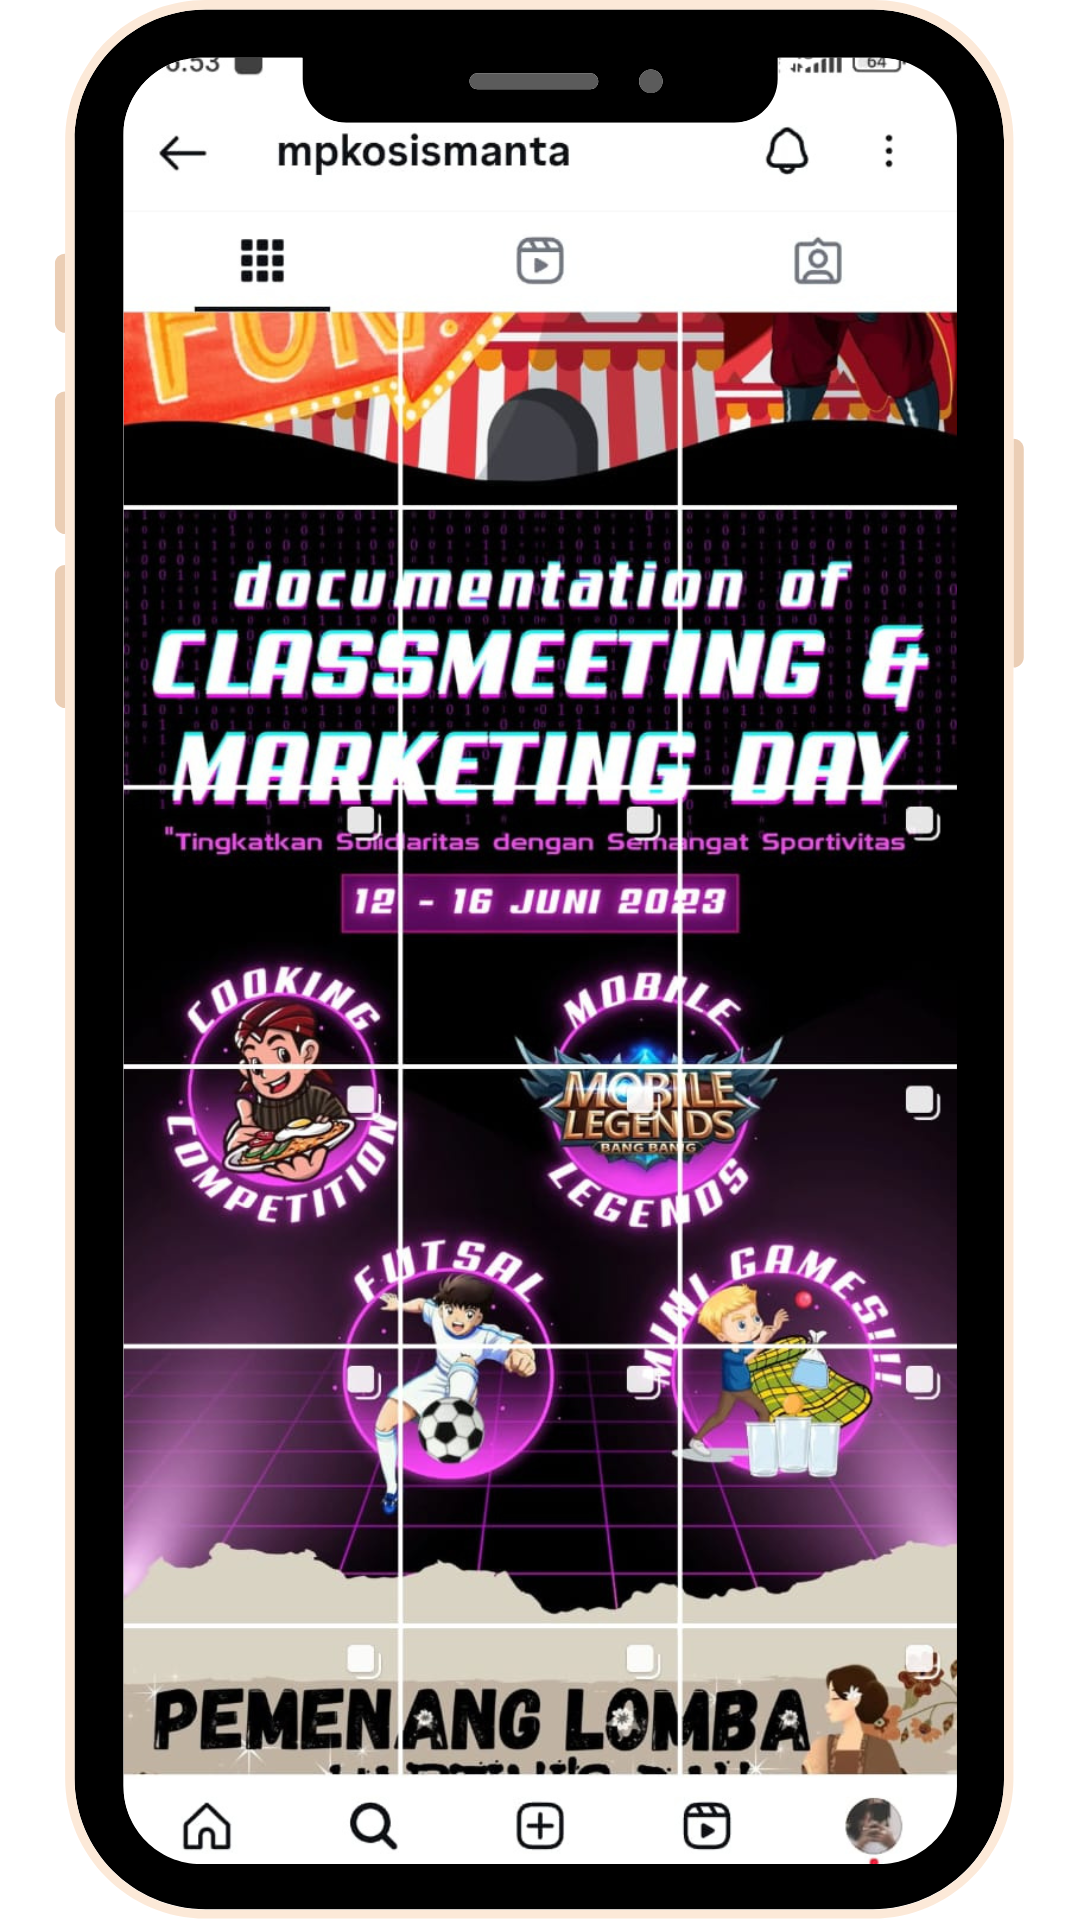 64
mpkosismanta
FUN!
documentation of
CLASSMEETING &
MARKETING DAY
"Tingkatkan Solidaritas dengan Semangat Sportivitas"
12 - 16 JUNI 2023
COOKING
COMPETITION
MOBILE
MOBILE
LEGENDS
BANG BANG
LEGENDS
FUTSAL
MINI GAMES!!!
PEMENANG LOMBA